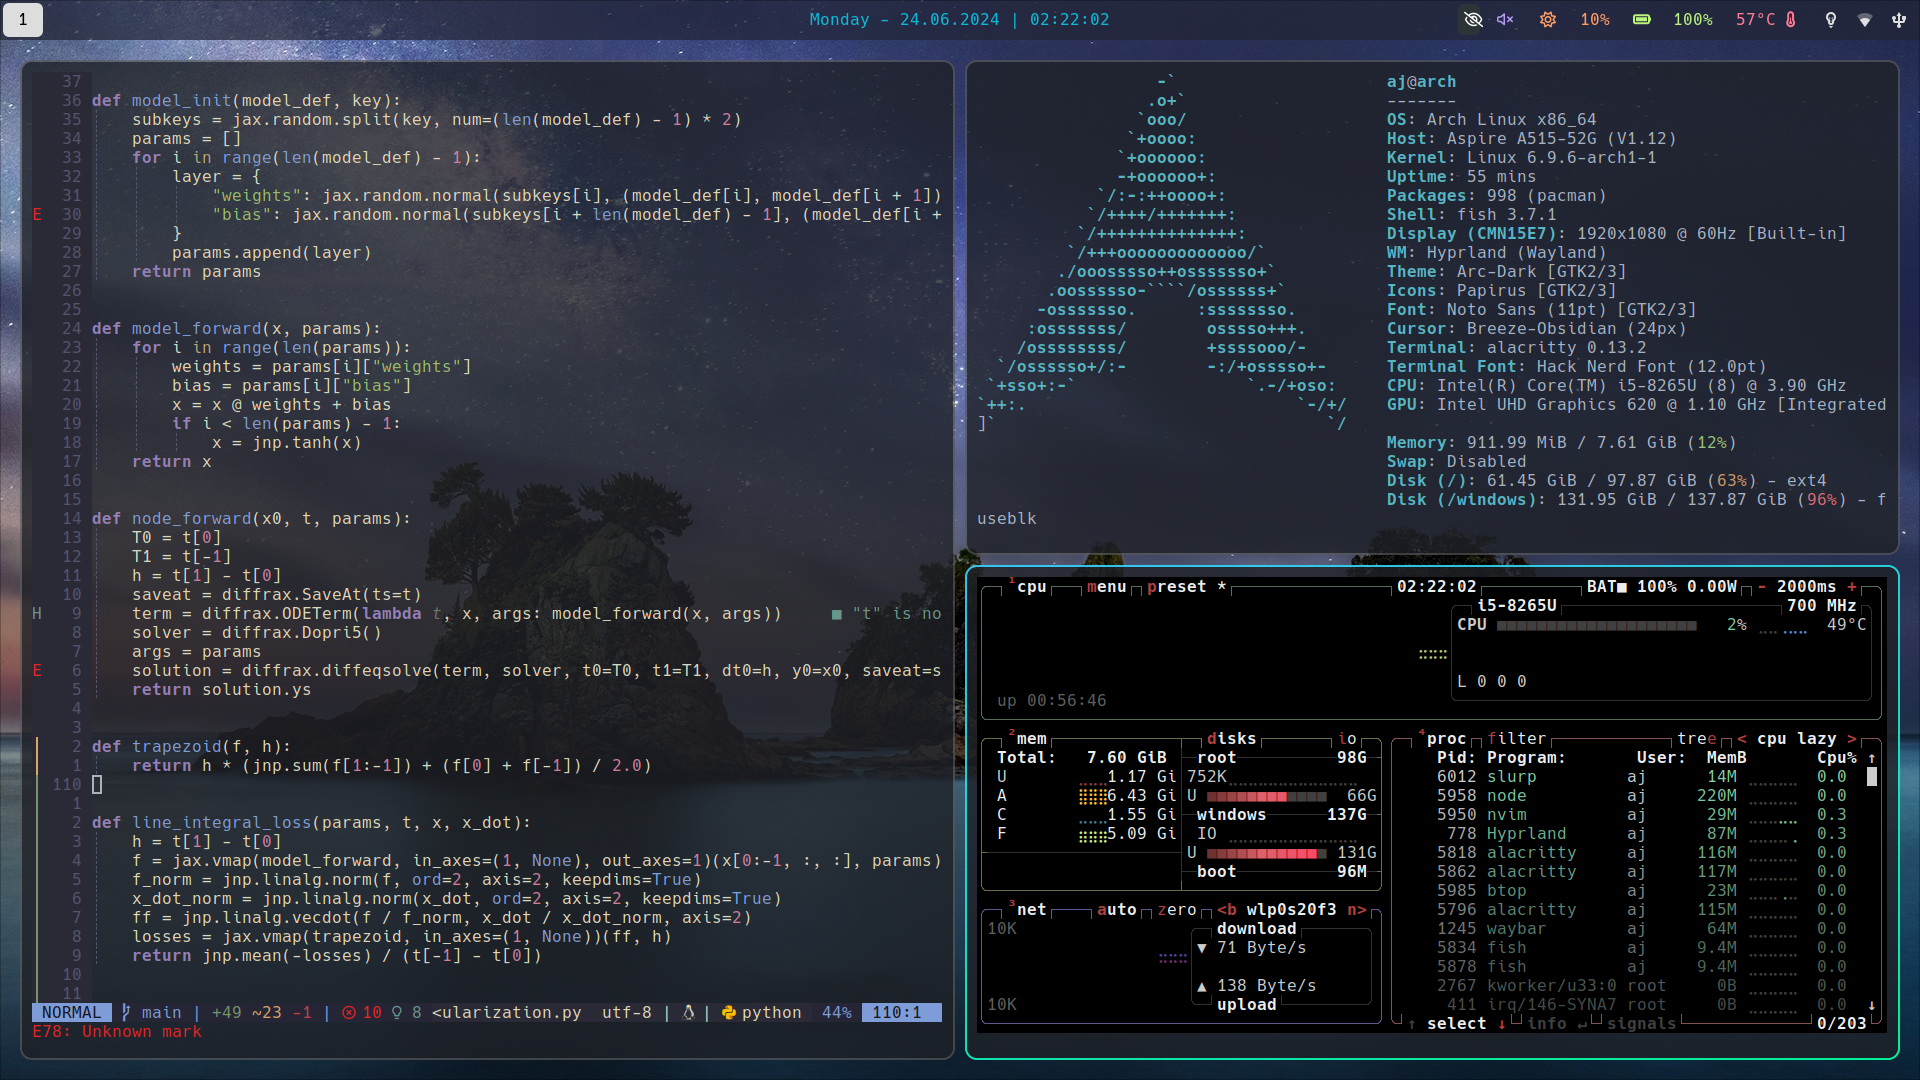 1
Monday - 24.06.2024 | 02:22:02
10% 100% 57°C
37
36 def model_init(model_def, key):
35 subkeys = jax.random.split(key, num=(len(model_def) - 1) * 2)
34 params = []
33 for i in range(len(model_def) - 1):
32 layer = {
31 "weights": jax.random.normal(subkeys[i], (model_def[i], model_def[i + 1])
E 30 "bias": jax.random.normal(subkeys[i + len(model_def) - 1], (model_def[i +
29 }
28 params.append(layer)
27 return params
26
25
24 def model_forward(x, params):
23 for i in range(len(params)):
22 weights = params[i]["weights"]
21 bias = params[i]["bias"]
20 x = x @ weights + bias
19 if i < len(params) - 1:
18 x = jnp.tanh(x)
17 return x
16
15
14 def node_forward(x0, t, params):
13 T0 = t[0]
12 T1 = t[-1]
11 h = t[1] - t[0]
10 saveat = diffrax.SaveAt(ts=t)
H 9 term = diffrax.ODETerm(lambda t, x, args: model_forward(x, args)) ■ "t" is no
8 solver = diffrax.Dopri5()
7 args = params
E 6 solution = diffrax.diffeqsolve(term, solver, t0=T0, t1=T1, dt0=h, y0=x0, saveat=s
5 return solution.ys
4
3
2 def trapezoid(f, h):
1 return h * (jnp.sum(f[1:-1]) + (f[0] + f[-1]) / 2.0)
110
1
2 def line_integral_loss(params, t, x, x_dot):
3 h = t[1] - t[0]
4 f = jax.vmap(model_forward, in_axes=(1, None), out_axes=1)(x[0:-1, :, :], params)
5 f_norm = jnp.linalg.norm(f, ord=2, axis=2, keepdims=True)
6 x_dot_norm = jnp.linalg.norm(x_dot, ord=2, axis=2, keepdims=True)
7 ff = jnp.linalg.vecdot(f / f_norm, x_dot / x_dot_norm, axis=2)
8 losses = jax.vmap(trapezoid, in_axes=(1, None))(ff, h)
9 return jnp.mean(-losses) / (t[-1] - t[0])
10
11
NORMAL main | +49 ~23 -1 | 10 8 <ularization.py utf-8 | | python 44% 110:1
E78: Unknown mark
-`
.o+`
`ooo/
`+oooo:
`+oooooo:
-+oooooo+:
`/:-:++oooo+:
`/++++/+++++++:
`/++++++++++++++:
`/+++ooooooooooooo/`
./ooosssso++osssssso+`
.oossssso-````/ossssss+`
-osssssso. :ssssssso.
:osssssss/ osssso+++.
/ossssssss/ +ssssooo/-
`/ossssso+/:- -:/+osssso+-
`+sso+:-` `.-/+oso:
`++:. `-/+/
]` `/
aj@arch
-------
OS: Arch Linux x86_64
Host: Aspire A515-52G (V1.12)
Kernel: Linux 6.9.6-arch1-1
Uptime: 55 mins
Packages: 998 (pacman)
Shell: fish 3.7.1
Display (CMN15E7): 1920x1080 @ 60Hz [Built-in]
WM: Hyprland (Wayland)
Theme: Arc-Dark [GTK2/3]
Icons: Papirus [GTK2/3]
Font: Noto Sans (11pt) [GTK2/3]
Cursor: Breeze-Obsidian (24px)
Terminal: alacritty 0.13.2
Terminal Font: Hack Nerd Font (12.0pt)
CPU: Intel(R) Core(TM) i5-8265U (8) @ 3.90 GHz
GPU: Intel UHD Graphics 620 @ 1.10 GHz [Integrated
Memory: 911.99 MiB / 7.61 GiB (12%)
Swap: Disabled
Disk (/): 61.45 GiB / 97.87 GiB (63%) - ext4
Disk (/windows): 131.95 GiB / 137.87 GiB (96%) - f
useblk
1cpu menu preset * 02:22:02 BAT■ 100% 0.00W - 2000ms +
i5-8265U 700 MHz
CPU 2% 49°C
L 0 0 0
up 00:56:46
2mem
Total: 7.60 GiB
U 1.17 Gi
A 6.43 Gi
C 1.55 Gi
F 5.09 Gi
disks io
root 98G
752K
U 66G
windows 137G
IO
U 131G
boot 96M
3net auto zero <b wlp0s20f3 n>
10K
download
▼ 71 Byte/s
▲ 138 Byte/s
10K
upload
4proc filter tree < cpu lazy >
Pid: Program: User: MemB Cpu% ↑
6012 slurp aj 14M 0.0
5958 node aj 220M 0.0
5950 nvim aj 29M 0.3
778 Hyprland aj 87M 0.3
5818 alacritty aj 116M 0.0
5862 alacritty aj 117M 0.0
5985 btop aj 23M 0.0
5796 alacritty aj 115M 0.0
1245 waybar aj 64M 0.0
5834 fish aj 9.4M 0.0
5878 fish aj 9.4M 0.0
2767 kworker/u33:0 root 0B 0.0
411 irq/146-SYNA7 root 0B 0.0 ↓
↑ select ↓ info ↵ signals 0/203